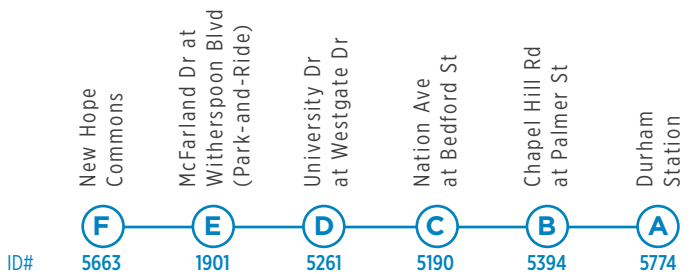 New Hope
Commons
McFarland Dr at
Witherspoon Blvd
(Park-and-Ride)
University Dr
at Westgate Dr
Nation Ave
at Bedford St
Chapel Hill Rd
at Palmer St
Durham
Station
F E D C B A
ID# 5663 1901 5261 5190 5394 5774